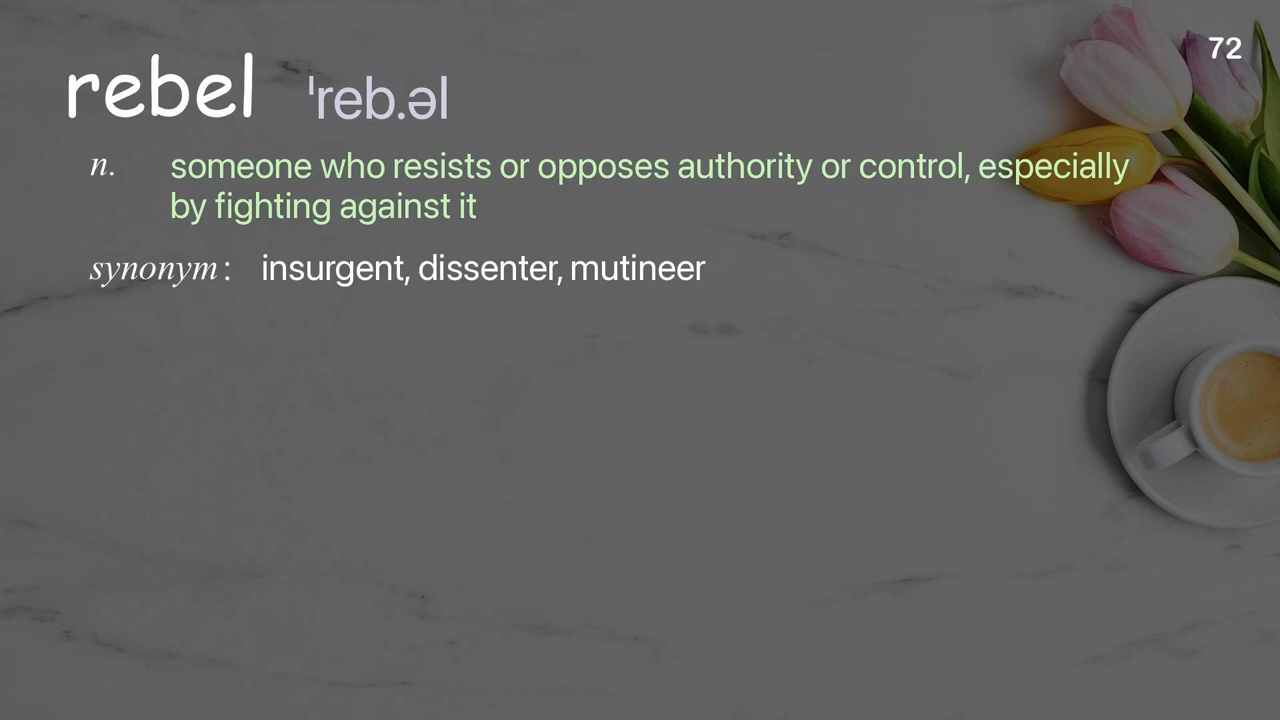 72
rebel ˈreb.əl
n. someone who resists or opposes authority or control, especially
by fighting against it
synonym: insurgent, dissenter, mutineer